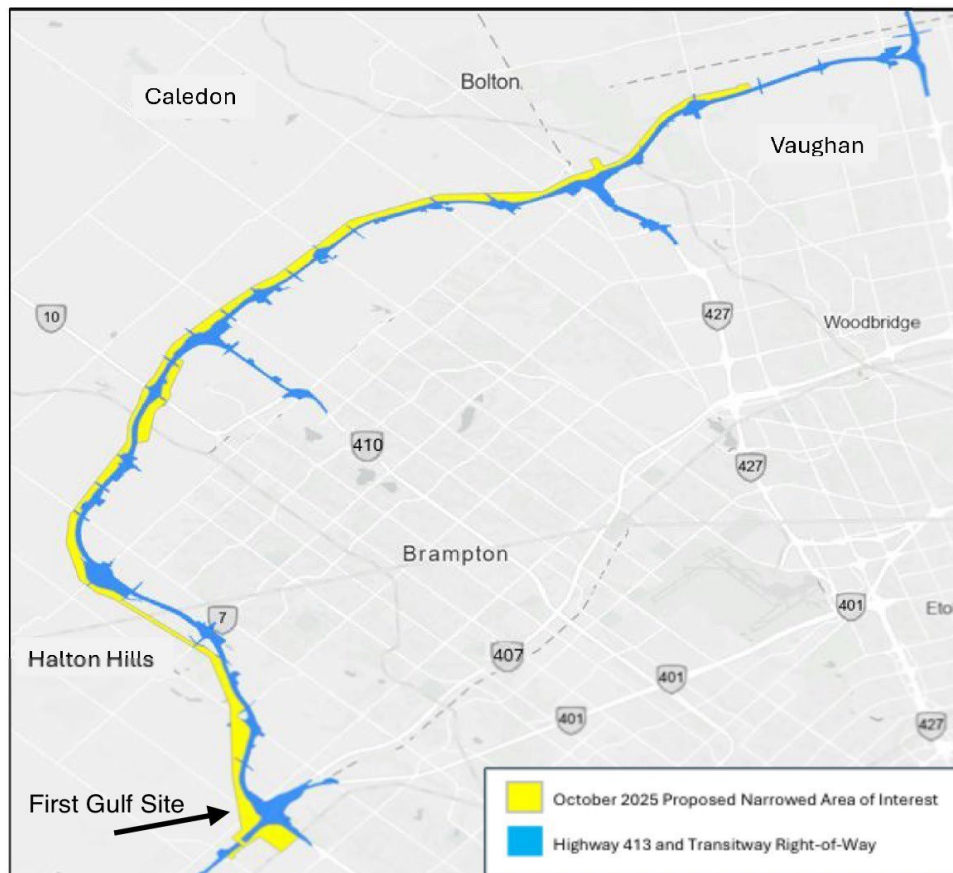 Bolton
Caledon
Vaughan
10
427
Woodbridge
410
427
Brampton
7
401
Eto
Halton Hills
407
401
401
427
First Gulf Site
October 2025 Proposed Narrowed Area of Interest
Highway 413 and Transitway Right-of-Way